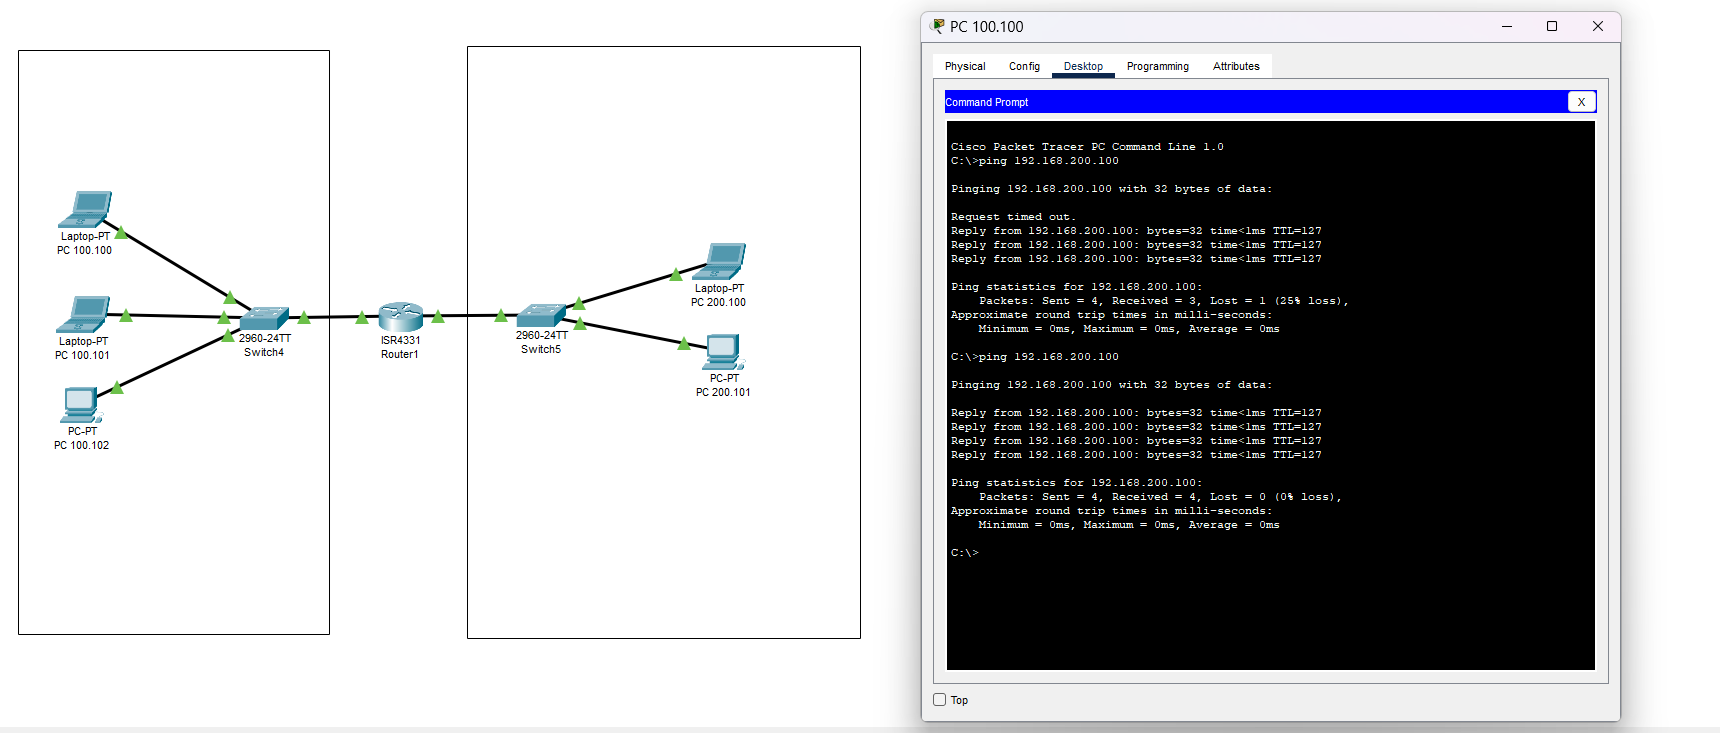 Laptop-PT
PC 100.100
Laptop-PT
PC 100.101
PC-PT
PC 100.102
2960-24TT
Switch4
ISR4331
Router1
2960-24TT
Switch5
Laptop-PT
PC 200.100
PC-PT
PC 200.101
PC 100.100
Physical Config Desktop Programming Attributes
Command Prompt X
Cisco Packet Tracer PC Command Line 1.0
C:\>ping 192.168.200.100
Pinging 192.168.200.100 with 32 bytes of data:
Request timed out.
Reply from 192.168.200.100: bytes=32 time<1ms TTL=127
Reply from 192.168.200.100: bytes=32 time<1ms TTL=127
Reply from 192.168.200.100: bytes=32 time<1ms TTL=127
Ping statistics for 192.168.200.100:
Packets: Sent = 4, Received = 3, Lost = 1 (25% loss),
Approximate round trip times in milli-seconds:
Minimum = 0ms, Maximum = 0ms, Average = 0ms
C:\>ping 192.168.200.100
Pinging 192.168.200.100 with 32 bytes of data:
Reply from 192.168.200.100: bytes=32 time<1ms TTL=127
Reply from 192.168.200.100: bytes=32 time<1ms TTL=127
Reply from 192.168.200.100: bytes=32 time<1ms TTL=127
Reply from 192.168.200.100: bytes=32 time<1ms TTL=127
Ping statistics for 192.168.200.100:
Packets: Sent = 4, Received = 4, Lost = 0 (0% loss),
Approximate round trip times in milli-seconds:
Minimum = 0ms, Maximum = 0ms, Average = 0ms
C:\>
Top